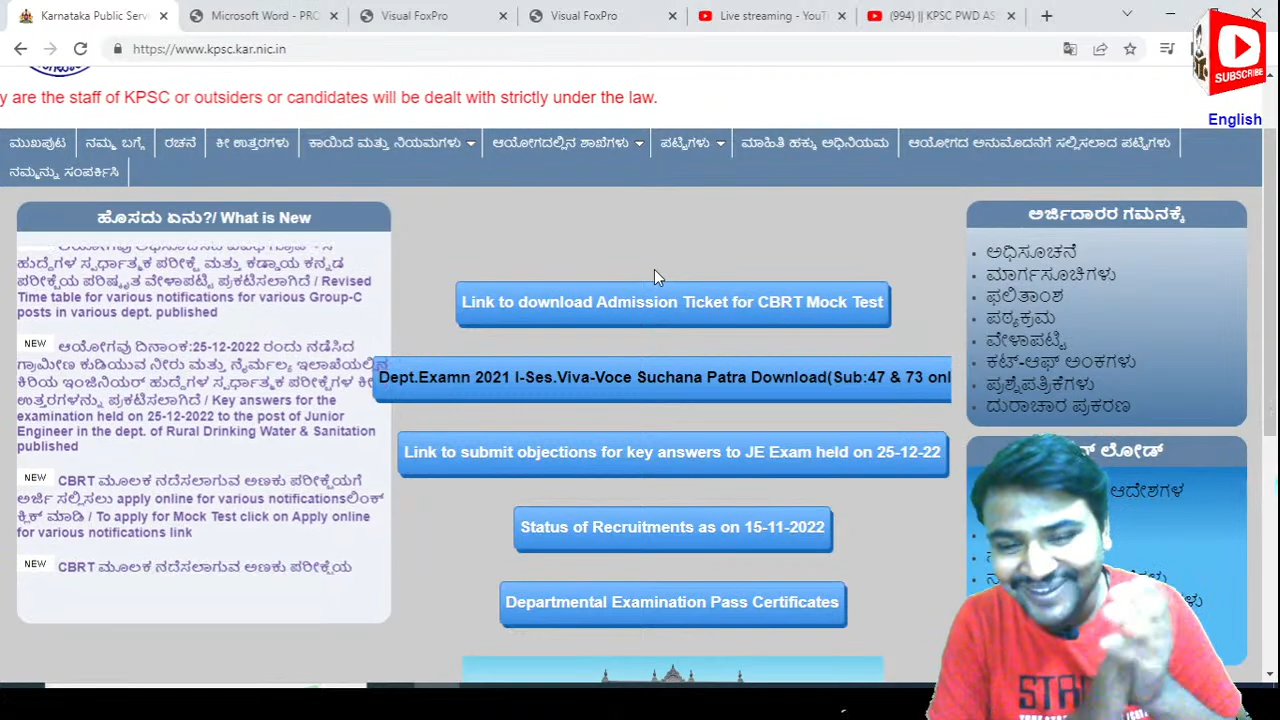 Karnataka Public Serv
Microsoft Word - PRO
Visual FoxPro
Visual FoxPro
Live streaming - YouT
(994) || KPSC PWD AS
https://www.kpsc.kar.nic.in
SUBSCRIBE
y are the staff of KPSC or outsiders or candidates will be dealt with strictly under the law.
English
ಮುಖಪುಟ
ನಮ್ಮ ಬಗ್ಗೆ
ರಚನೆ
ಕೀ ಉತ್ತರಗಳು
ಕಾಯಿದೆ ಮತ್ತು ನಿಯಮಗಳು
ಆಯೋಗದಲ್ಲಿನ ಶಾಖೆಗಳು
ಪಟ್ಟಿಗಳು
ಮಾಹಿತಿ ಹಕ್ಕು ಅಧಿನಿಯಮ
ಆಯೋಗದ ಅನುಮೊದನೆಗೆ ಸಲ್ಲಿಸಲಾದ ಪಟ್ಟಿಗಳು
ನಮ್ಮನ್ನು ಸಂಪರ್ಕಿಸಿ
ಹೊಸದು ಏನು?/ What is New
ಹುದ್ದೆಗಳ ಸ್ಪರ್ಧಾತ್ಮಕ ಪರೀಕ್ಷೆ ಮತ್ತು ಕಡ್ಡಾಯ ಕನ್ನಡ
ಪರೀಕ್ಷೆಯ ಪರಿಷ್ಕೃತ ವೇಳಾಪಟ್ಟಿ ಪ್ರಕಟಿಸಲಾಗಿದೆ / Revised
Time table for various notifications for various Group-C
posts in various dept. published
NEW ಆಯೋಗವು ದಿನಾಂಕ:25-12-2022 ರಂದು ನಡೆಸಿದ
ಗ್ರಾಮೀಣ ಕುಡಿಯುವ ನೀರು ಮತ್ತು ನೈರ್ಮಲ್ಯ ಇಲಾಖೆಯಲ್ಲಿನ
ಕಿರಿಯ ಇಂಜಿನಿಯರ್ ಹುದ್ದೆಗಳ ಸ್ಪರ್ಧಾತ್ಮಕ ಪರೀಕ್ಷೆಗಳ ಕೀ
ಉತ್ತರಗಳನ್ನು ಪ್ರಕಟಿಸಲಾಗಿದೆ / Key answers for the
examination held on 25-12-2022 to the post of Junior
Engineer in the dept. of Rural Drinking Water & Sanitation
published
NEW CBRT ಮೂಲಕ ನಡೆಸಲಾಗುವ ಅಣಕು ಪರೀಕ್ಷೆಯಗೆ
ಅರ್ಜಿ ಸಲ್ಲಿಸಲು apply online for various notificationsಲಿಂಕ್
ಕ್ಲಿಕ್ ಮಾಡಿ / To apply for Mock Test click on Apply online
for various notifications link
NEW CBRT ಮೂಲಕ ನಡೆಸಲಾಗುವ ಅಣಕು ಪರೀಕ್ಷೆಯ
Link to download Admission Ticket for CBRT Mock Test
Dept.Examn 2021 I-Ses.Viva-Voce Suchana Patra Download(Sub:47 & 73 onl
Link to submit objections for key answers to JE Exam held on 25-12-22
Status of Recruitments as on 15-11-2022
Departmental Examination Pass Certificates
ಅರ್ಜಿದಾರರ ಗಮನಕ್ಕೆ
ಅಧಿಸೂಚನೆ
ಮಾರ್ಗಸೂಚಿಗಳು
ಫಲಿತಾಂಶ
ಪಠ್ಯಕ್ರಮ
ವೇಳಾಪಟ್ಟಿ
ಕಟ್-ಆಫ್ ಅಂಕಗಳು
ಪ್ರಶ್ನೆಪತ್ರಿಕೆಗಳು
ದುರಾಚಾರ ಪ್ರಕರಣ
ಲೋಡ್
ಆದೇಶಗಳ